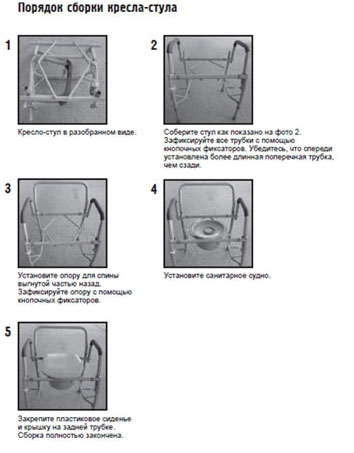 Порядок сборки кресла-стула
1
Кресло-стул в разобранном виде.
2
Соберите стул как показано на фото 2.
Зафиксируйте все трубки с помощью
кнопочных фиксаторов. Убедитесь, что спереди
установлена более длинная поперечная трубка,
чем сзади.
3
Установите опору для спины
выгнутой частью назад.
Зафиксируйте опору с помощью
кнопочных фиксаторов.
4
Установите санитарное судно.
5
Закрепите пластиковое сиденье
и крышку на задней трубке.
Сборка полностью закончена.